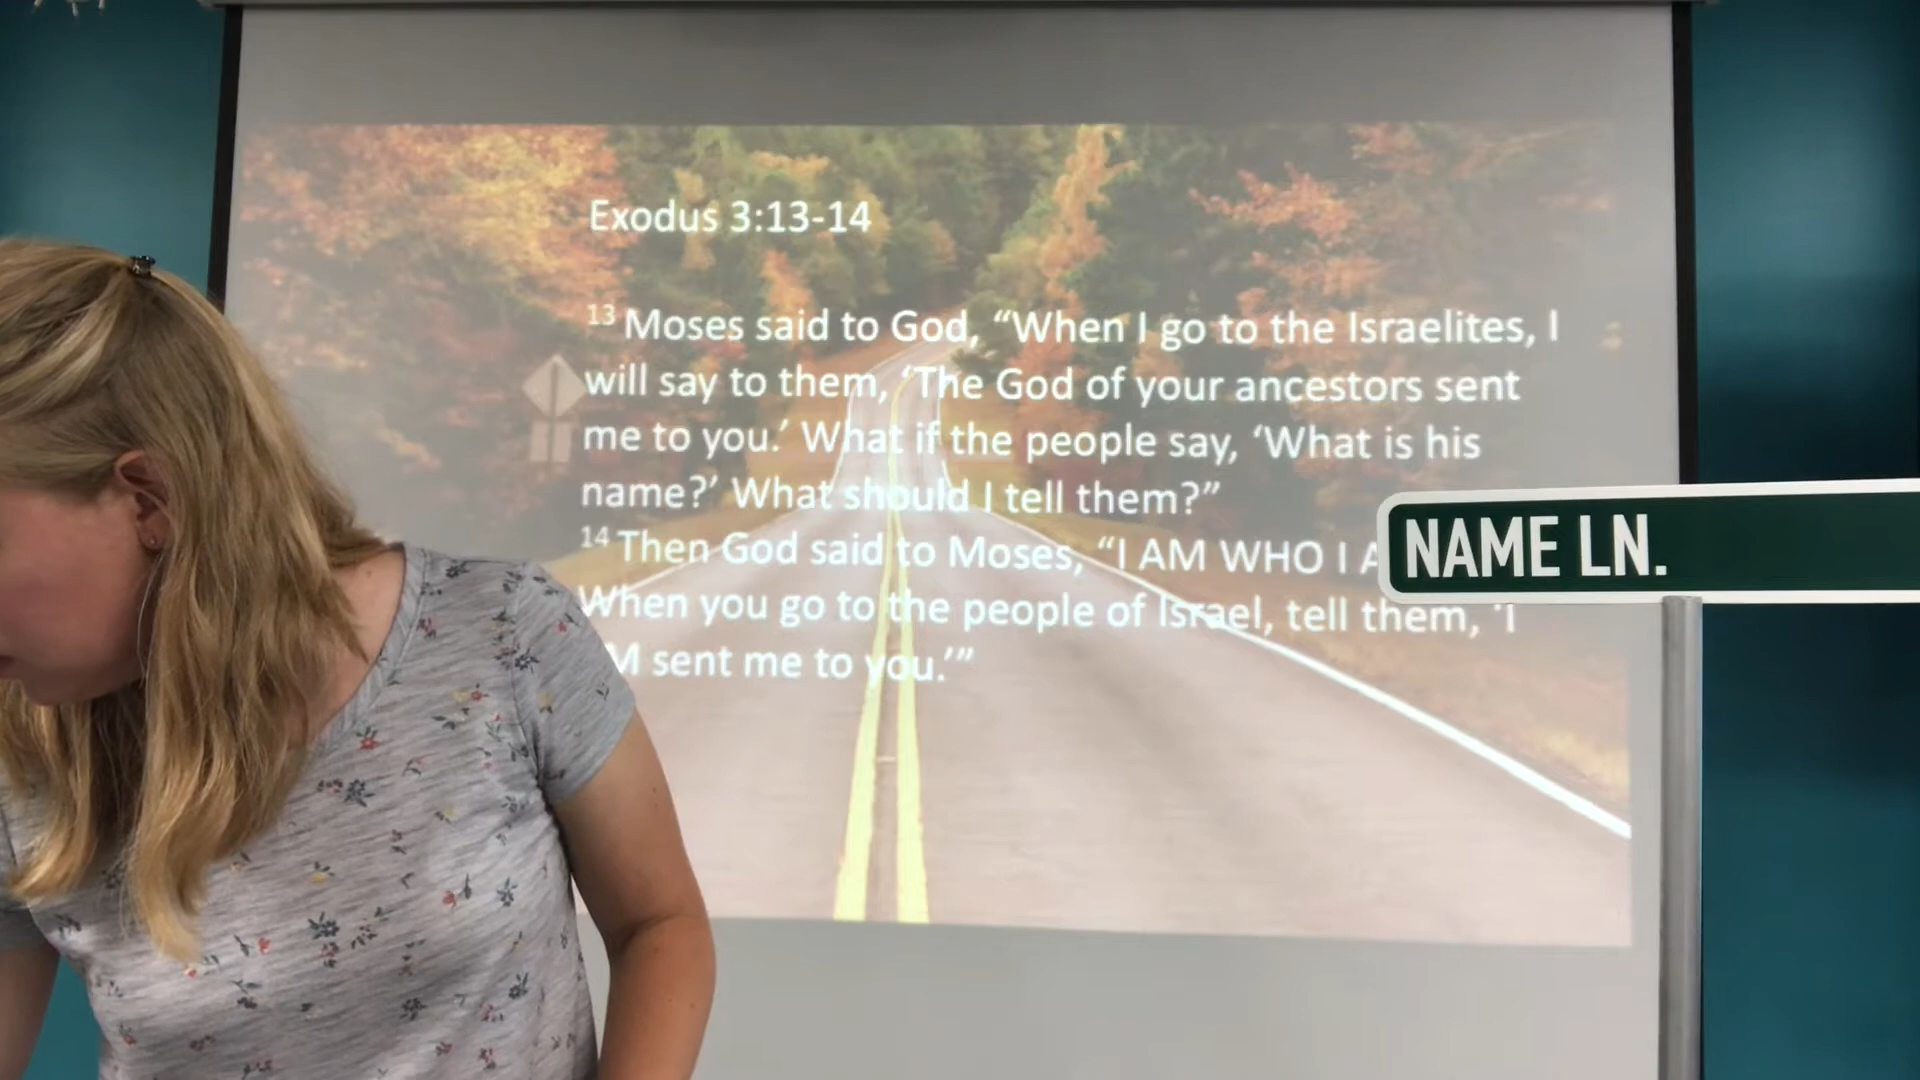 Exodus 3:13-14
13 Moses said to God, “When I go to the Israelites, I
will say to them, ‘The God of your ancestors sent
me to you.’ What if the people say, ‘What is his
name?’ What should I tell them?”
14 Then God said to Moses, “I AM WHO I
When you go to the people of Israel, tell them, ‘I
sent me to you.’”
NAME LN.